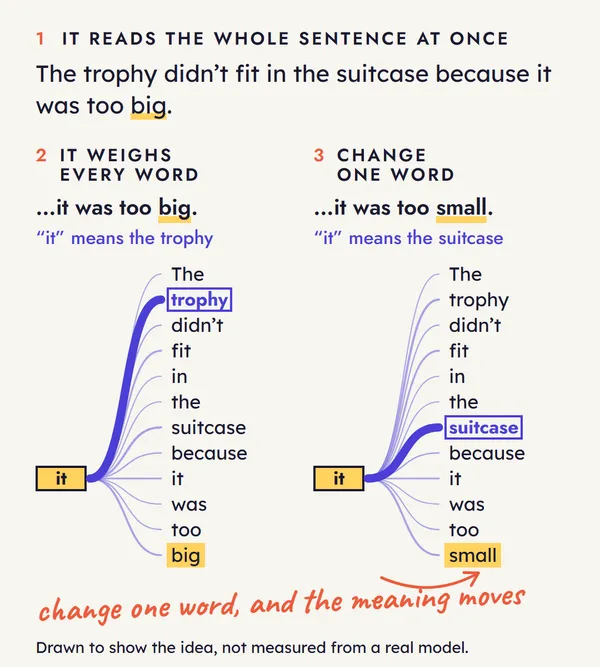 1 IT READS THE WHOLE SENTENCE AT ONCE
The trophy didn’t fit in the suitcase because it
was too big.
2 IT WEIGHS
EVERY WORD
...it was too big.
“it” means the trophy
The
trophy
didn’t
fit
in
the
suitcase
because
it
was
too
big
it
3 CHANGE
ONE WORD
...it was too small.
“it” means the suitcase
The
trophy
didn’t
fit
in
the
suitcase
because
it
was
too
small
it
change one word, and the meaning moves
Drawn to show the idea, not measured from a real model.